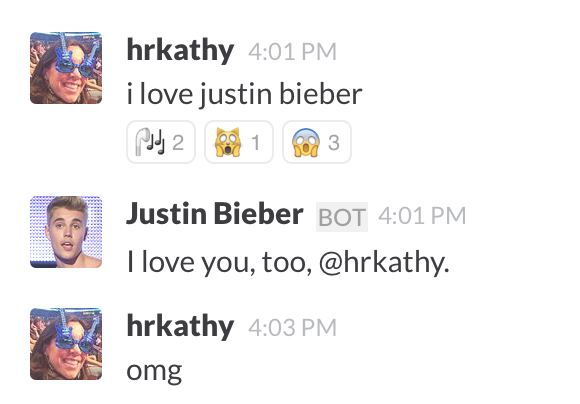 hrkathy 4:01 PM
i love justin bieber
2 1 3
Justin Bieber BOT 4:01 PM
I love you, too, @hrkathy.
hrkathy 4:03 PM
omg